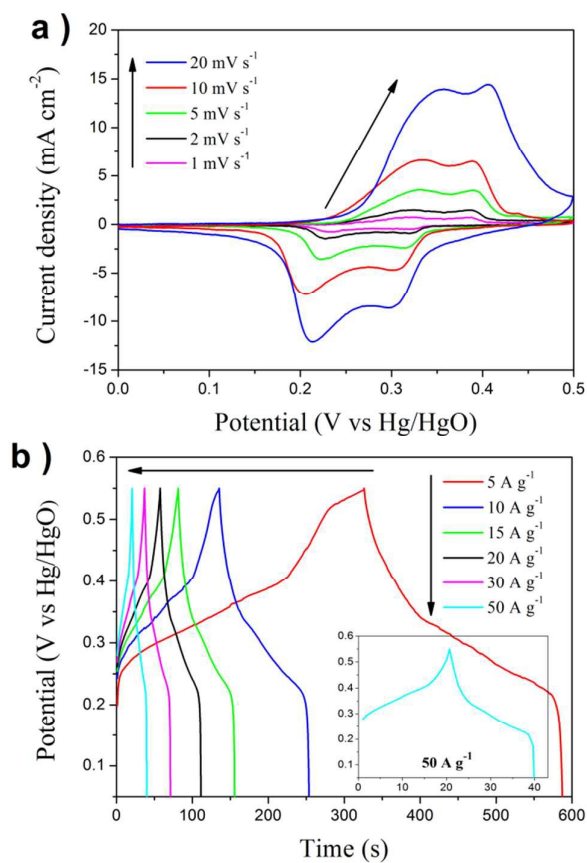 a )
20
15
10
5
0
-5
-10
-15
Current density (mA cm⁻²)
20 mV s⁻¹
10 mV s⁻¹
5 mV s⁻¹
2 mV s⁻¹
1 mV s⁻¹
0.0 0.1 0.2 0.3 0.4 0.5
Potential (V vs Hg/HgO)
b )
0.6
0.5
0.4
0.3
0.2
0.1
Potential (V vs Hg/HgO)
5 A g⁻¹
10 A g⁻¹
15 A g⁻¹
20 A g⁻¹
30 A g⁻¹
50 A g⁻¹
0.6
0.5
0.4
0.3
0.2
0.1
50 A g⁻¹
0 10 20 30 40
0 100 200 300 400 500 600
Time (s)